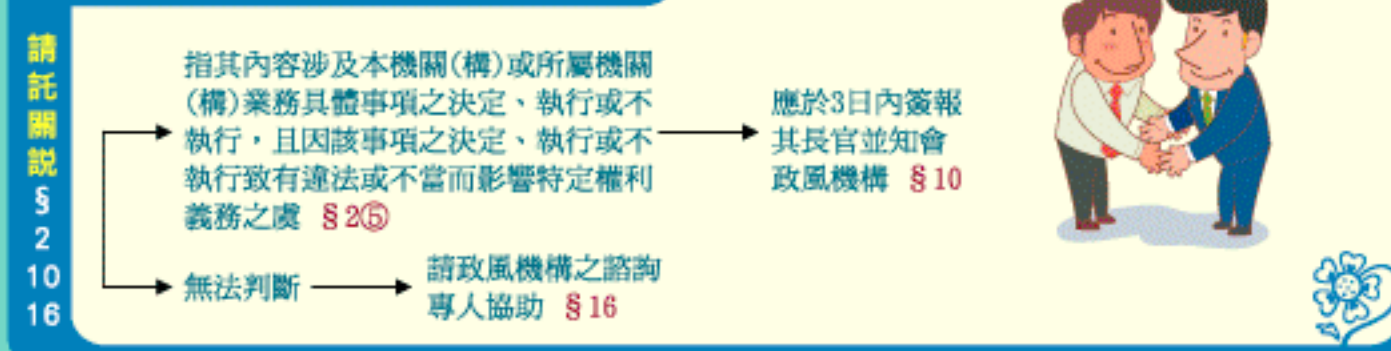 請託關說§2 10 16
指其內容涉及本機關(構)或所屬機關
(構)業務具體事項之決定、執行或不
執行，且因該事項之決定、執行或不
執行致有違法或不當而影響特定權利
義務之虞 §2⑤
應於3日內簽報
其長官並知會
政風機構 §10
無法判斷
請政風機構之諮詢
專人協助 §16